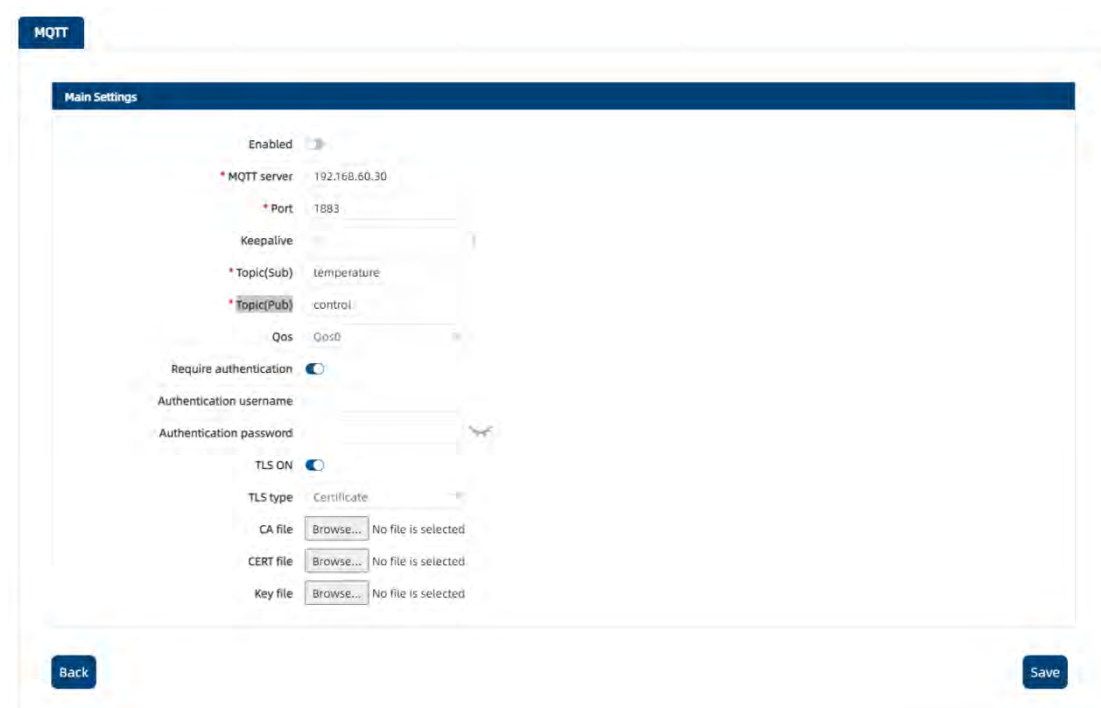 MQTT
Main Settings
Enabled
* MQTT server 192.168.60.30
* Port 1883
Keepalive
* Topic(Sub) temperature
* Topic(Pub) control
Qos Qos0
Require authentication
Authentication username
Authentication password
TLS ON
TLS type Certificate
CA file Browse... No file is selected
CERT file Browse... No file is selected
Key file Browse... No file is selected
Back Save